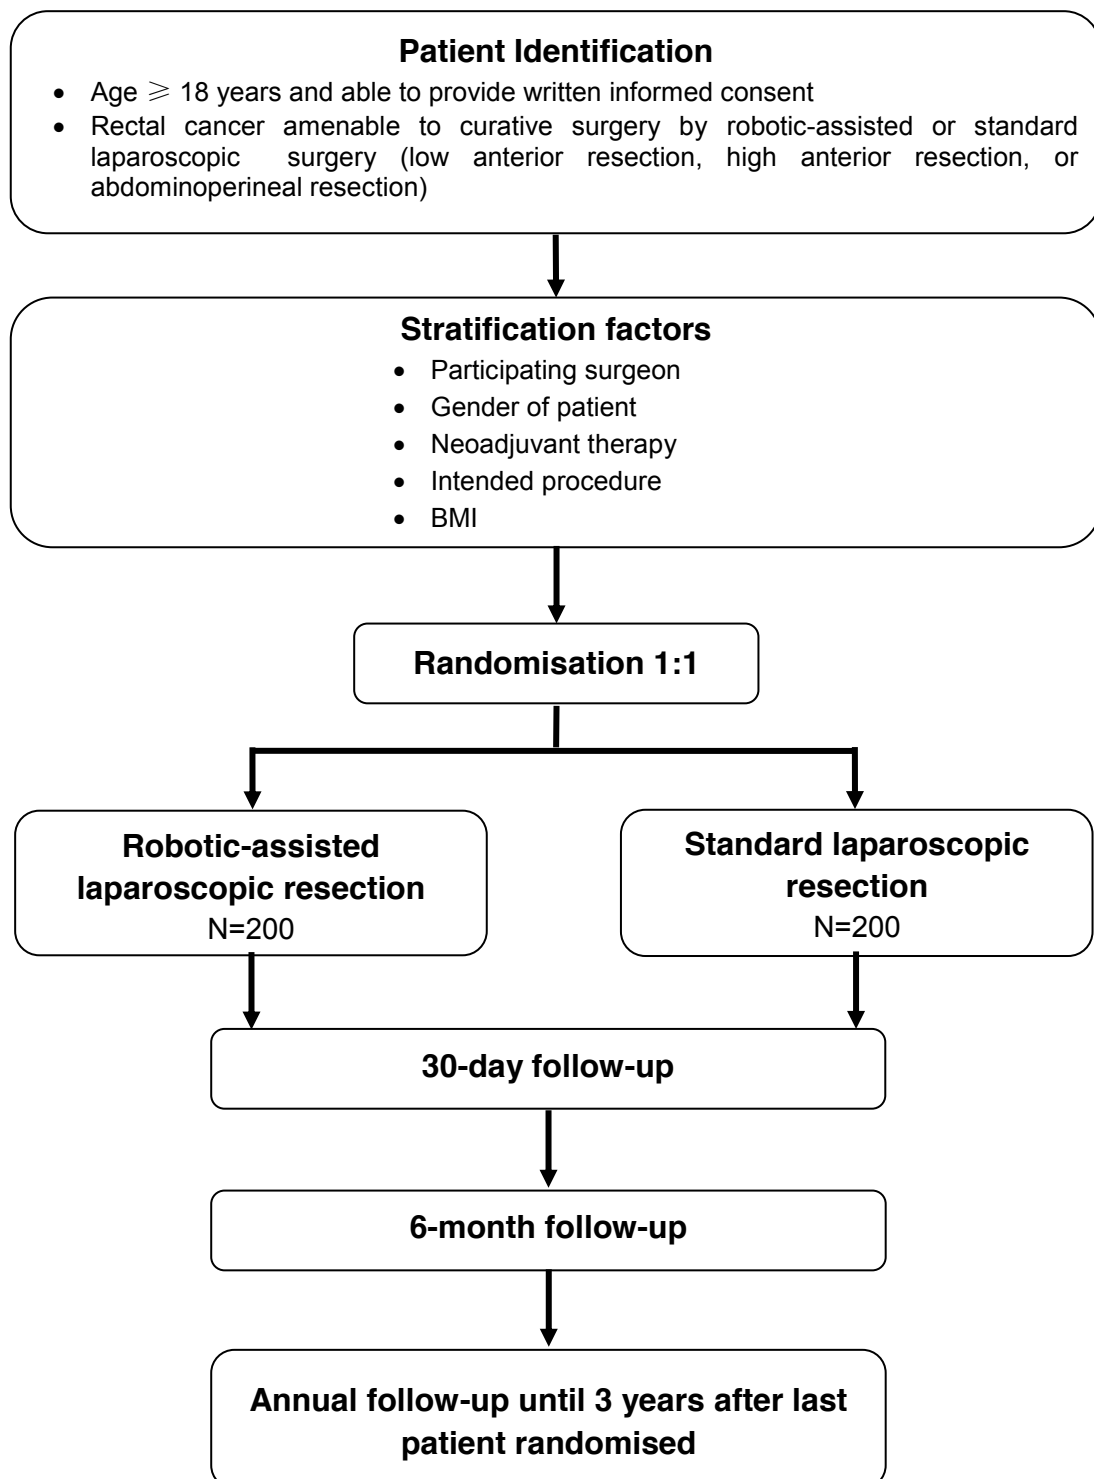 Patient Identification
• Age ⩾ 18 years and able to provide written informed consent
• Rectal cancer amenable to curative surgery by robotic-assisted or standard
laparoscopic surgery (low anterior resection, high anterior resection, or
abdominoperineal resection)
Stratification factors
• Participating surgeon
• Gender of patient
• Neoadjuvant therapy
• Intended procedure
• BMI
Randomisation 1:1
Robotic-assisted
laparoscopic resection
N=200
Standard laparoscopic
resection
N=200
30-day follow-up
6-month follow-up
Annual follow-up until 3 years after last
patient randomised